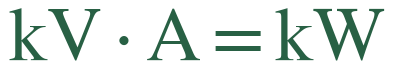 kV · A = kW